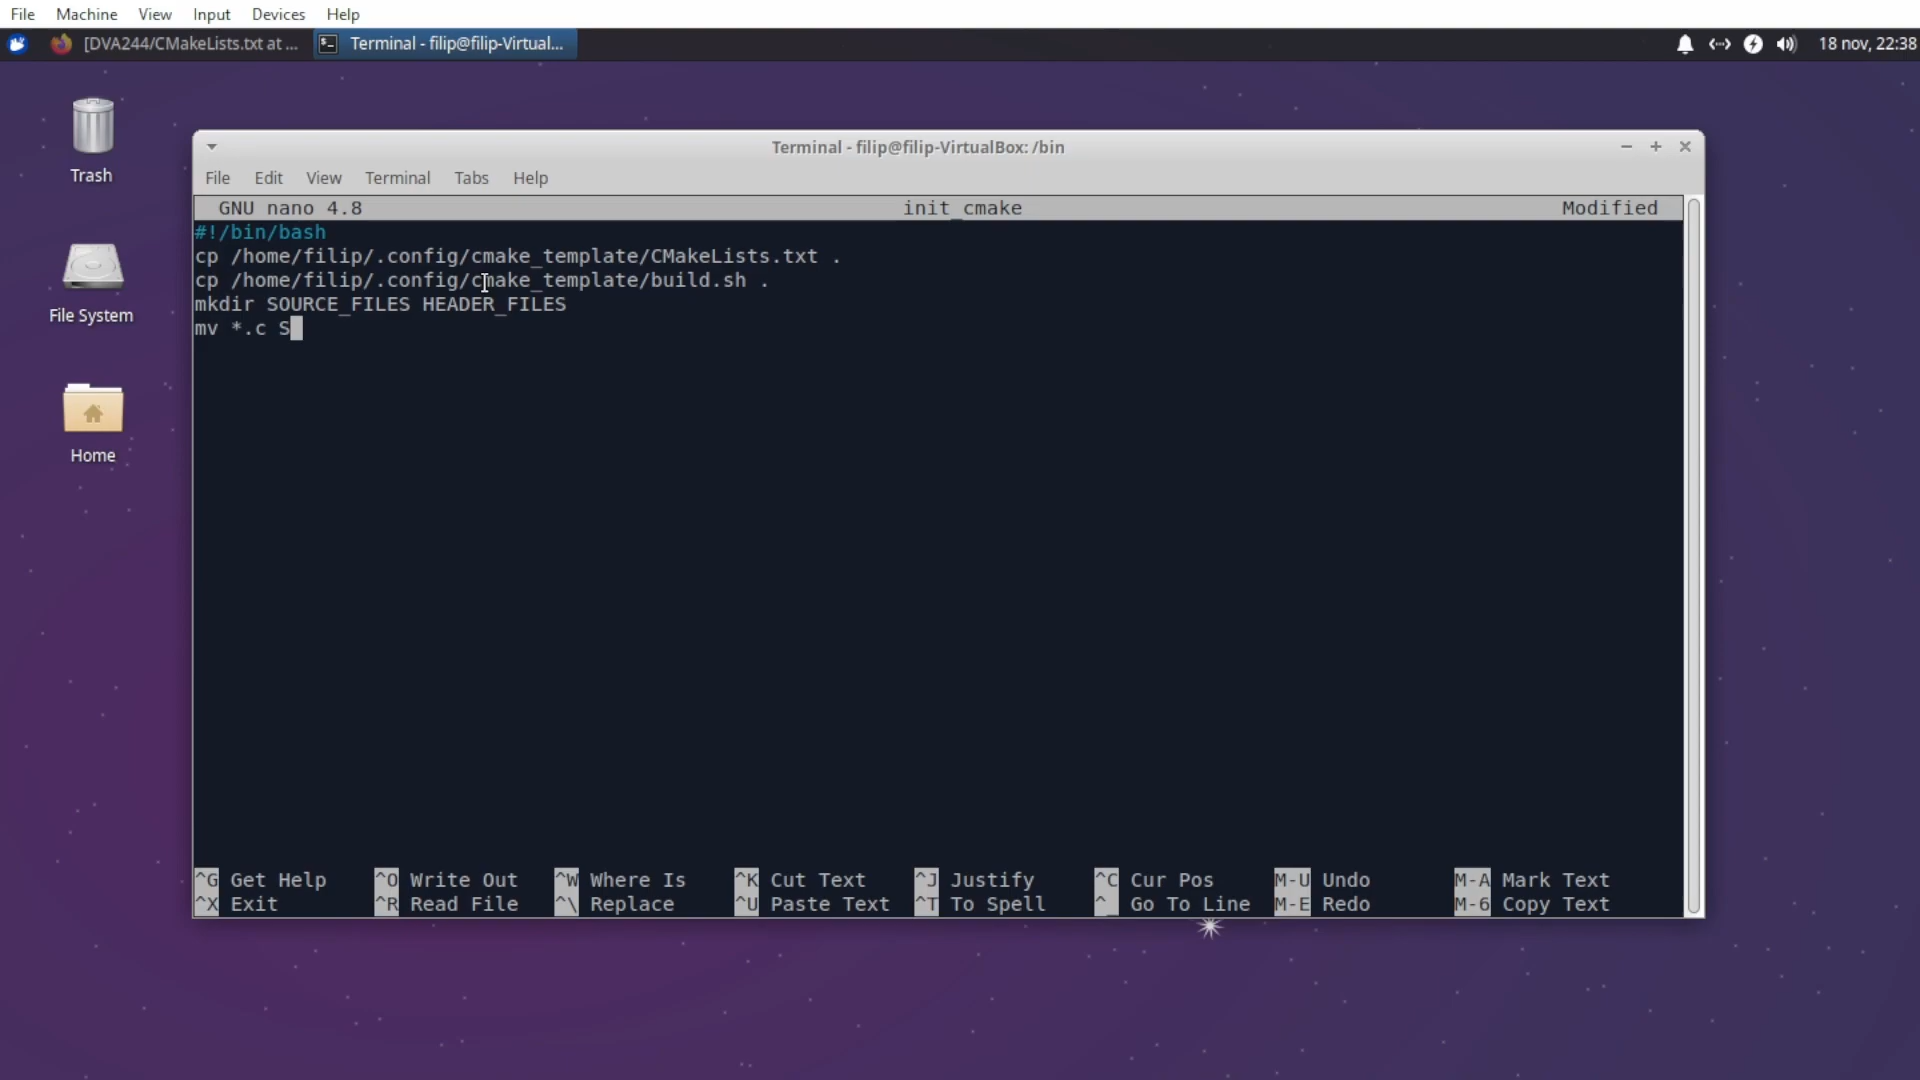 File Machine View Input Devices Help
[DVA244/CMakeLists.txt at ... Terminal - filip@filip-Virtual... 18 nov, 22:38
Trash
File System
Home
Terminal - filip@filip-VirtualBox: /bin
File Edit View Terminal Tabs Help
GNU nano 4.8 init_cmake Modified
#!/bin/bash
cp /home/filip/.config/cmake_template/CMakeLists.txt .
cp /home/filip/.config/cmake_template/build.sh .
mkdir SOURCE_FILES HEADER_FILES
mv *.c S
^G Get Help ^O Write Out ^W Where Is ^K Cut Text ^J Justify ^C Cur Pos M-U Undo M-A Mark Text
^X Exit ^R Read File ^\ Replace ^U Paste Text ^T To Spell ^_ Go To Line M-E Redo M-6 Copy Text